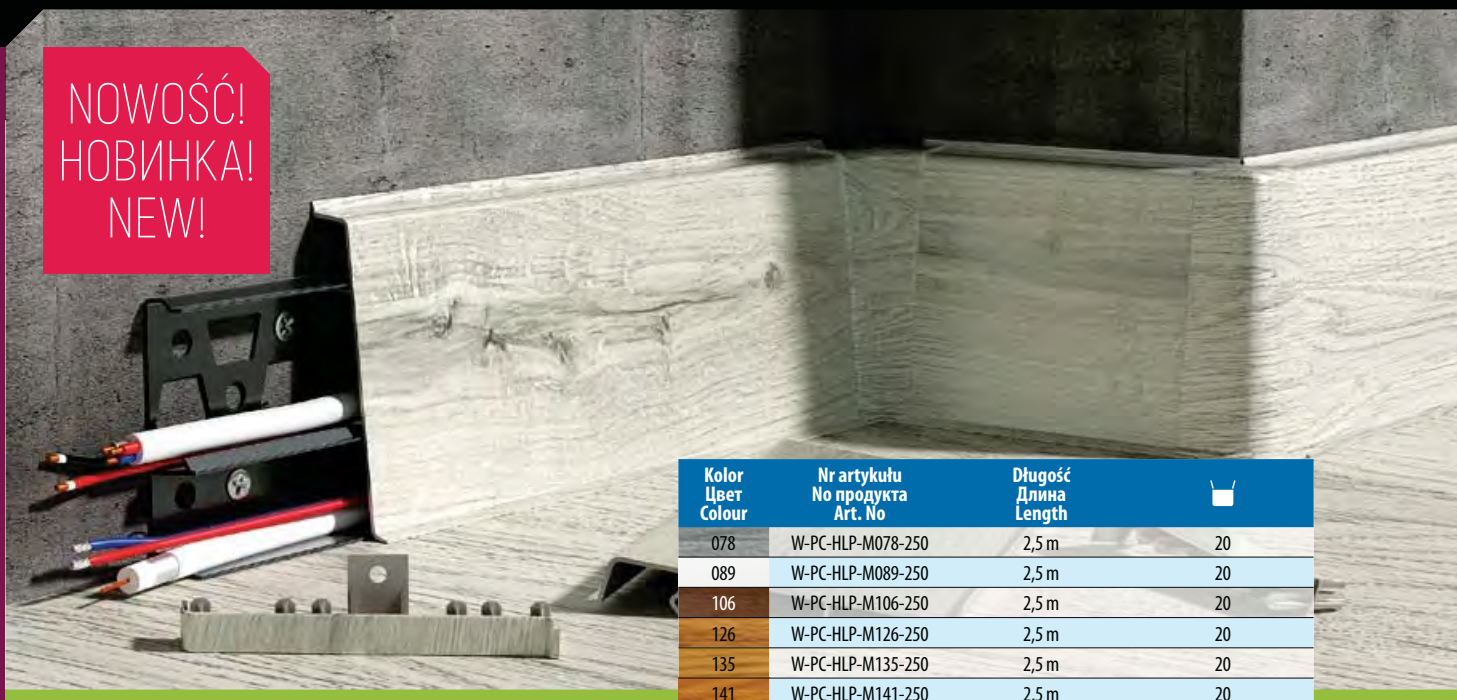 NOWOŚĆ!
НОВИНКА!
NEW!
Kolor Nr artykułu Długość
Цвет No продукта Длина
Colour Art. No Length
078 W-PC-HLP-M078-250 2,5 m 20
089 W-PC-HLP-M089-250 2,5 m 20
106 W-PC-HLP-M106-250 2,5 m 20
126 W-PC-HLP-M126-250 2,5 m 20
135 W-PC-HLP-M135-250 2,5 m 20
141 W-PC-HLP-M141-250 2,5 m 20